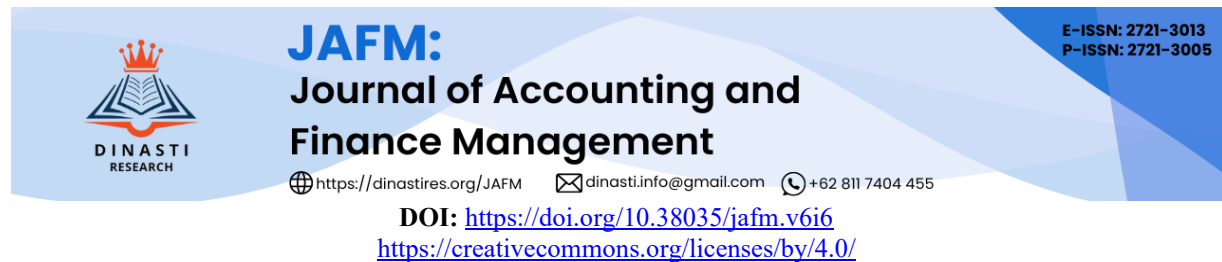 JAFM:
E-ISSN: 2721-3013
P-ISSN: 2721-3005
Journal of Accounting and
Finance Management
DINASTI
RESEARCH
https://dinastires.org/JAFM dinasti.info@gmail.com +62 811 7404 455
DOI: https://doi.org/10.38035/jafm.v6i6
https://creativecommons.org/licenses/by/4.0/